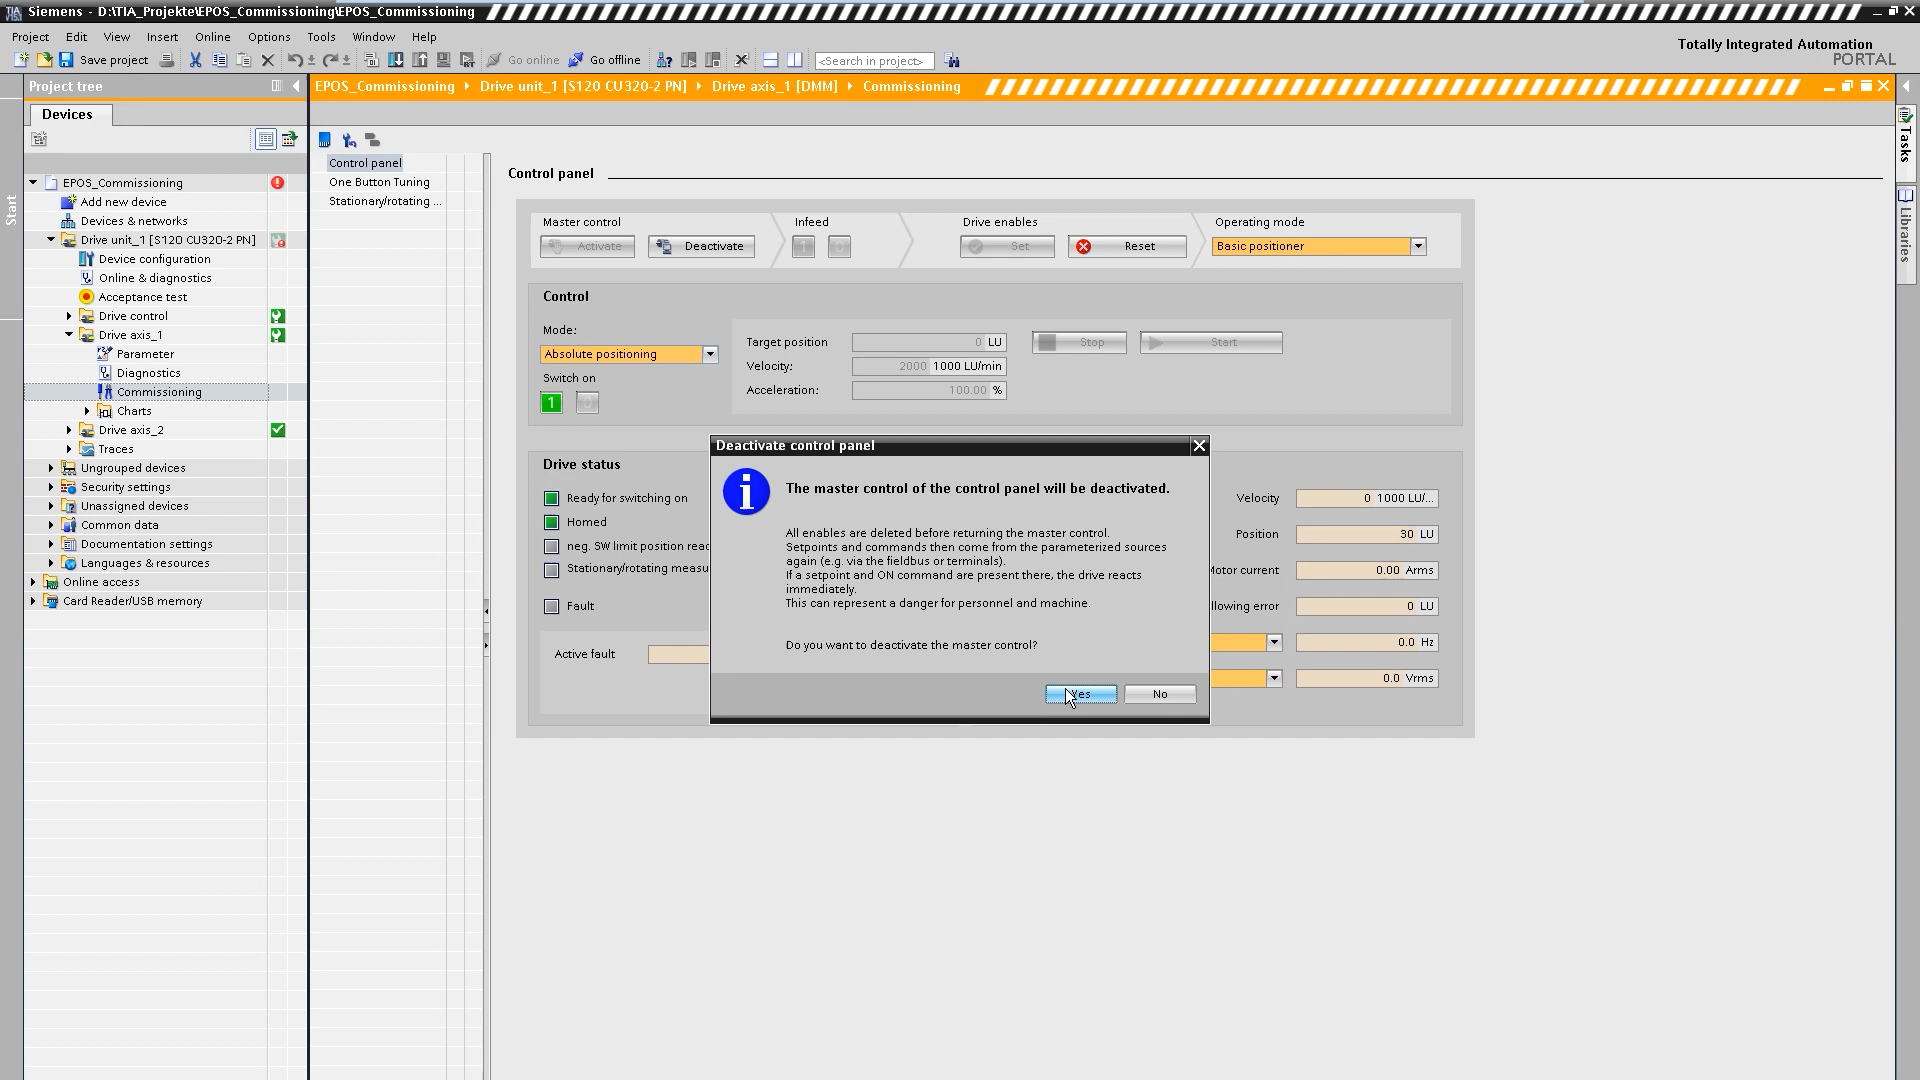 Siemens - D:\TIA_Projekte\EPOS_Commissioning\EPOS_Commissioning
Project Edit View Insert Online Options Tools Window Help
Totally Integrated Automation
PORTAL
Save project
Go online
Go offline
<Search in project>
Project tree
EPOS_Commissioning
Drive unit_1 [S120 CU320-2 PN]
Drive axis_1 [DMM]
Commissioning
Devices
Start
Tasks
Libraries
EPOS_Commissioning
Add new device
Devices & networks
Drive unit_1 [S120 CU320-2 PN]
Device configuration
Online & diagnostics
Acceptance test
Drive control
Drive axis_1
Parameter
Diagnostics
Commissioning
Charts
Drive axis_2
Traces
Ungrouped devices
Security settings
Unassigned devices
Common data
Documentation settings
Languages & resources
Online access
Card Reader/USB memory
Control panel
One Button Tuning
Stationary/rotating ...
Control panel
Master control
Activate
Deactivate
Infeed
1 0
Drive enables
Set
Reset
Operating mode
Basic positioner
Control
Mode:
Absolute positioning
Switch on
1
Target position 0 LU
Velocity: 2000 1000 LU/min
Acceleration: 100.00 %
Stop
Start
Drive status
Ready for switching on
Homed
neg. SW limit position reac
Stationary/rotating measu
Fault
Active fault
Velocity 0 1000 LU/...
Position 30 LU
Motor current 0.00 Arms
llowing error 0 LU
0.0 Hz
0.0 Vrms
Deactivate control panel
The master control of the control panel will be deactivated.
All enables are deleted before returning the master control.
Setpoints and commands then come from the parameterized sources
again (e.g. via the fieldbus or terminals).
If a setpoint and ON command are present there, the drive reacts
immediately.
This can represent a danger for personnel and machine.
Do you want to deactivate the master control?
Yes
No